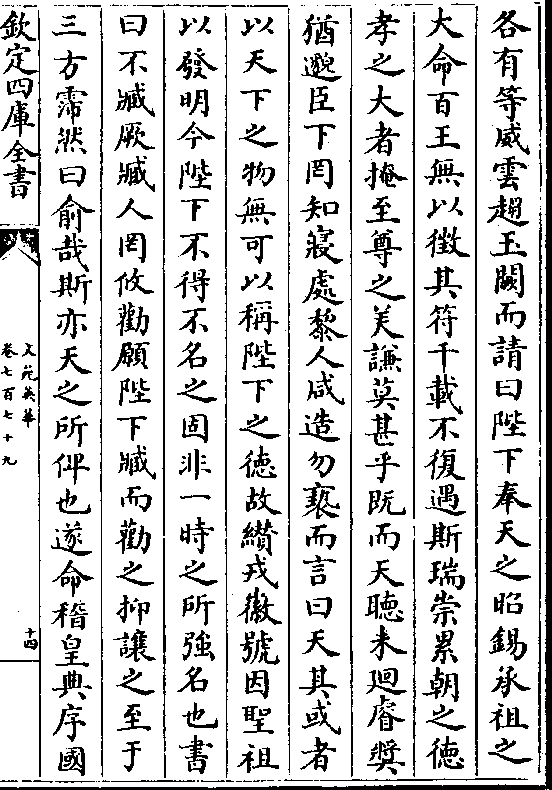 各有等威雲趨玉闕而請曰陛下奉天之昭錫承祖之
大命百王無以徵其符千載不復遇斯瑞崇累朝之德
孝之大者掩至尊之美謙莫甚乎既而天聽未迴睿奬
猶邈臣下罔知寢處黎人咸造勿褻而言曰天其或者
以天下之物無可以稱陛下之德故纉戎徽號因聖祖
以發明今陛下不得不名之固非一時之所強名也書
曰不臧厥臧人罔攸勸願陛下臧而勸之抑讓之至于
三方霈然曰俞哉斯亦天之所俾也遂命稽皇典序國
欽定四庫全書
文苑英華
卷七百七十九
十四